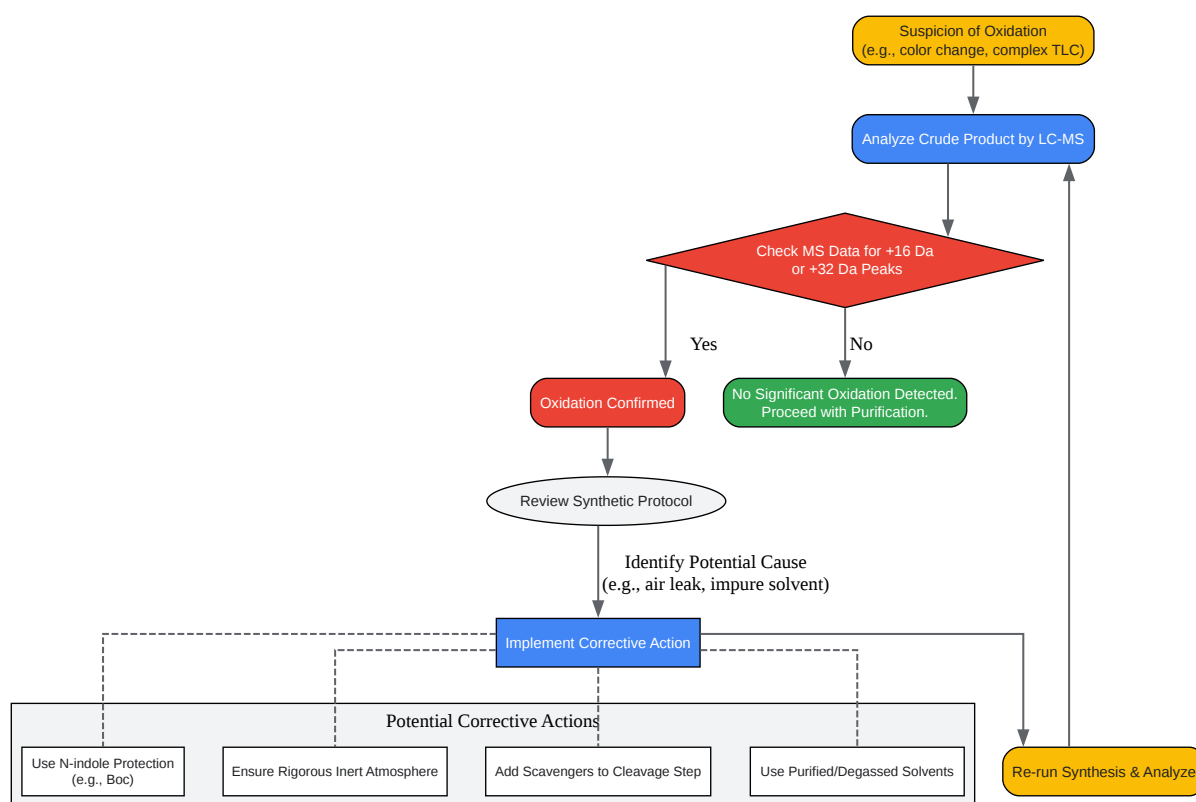 Suspicion of Oxidation
(e.g., color change, complex TLC)
Analyze Crude Product by LC-MS
Check MS Data for +16 Da
or +32 Da Peaks
Yes
No
Oxidation Confirmed
No Significant Oxidation Detected.
Proceed with Purification.
Review Synthetic Protocol
Identify Potential Cause
(e.g., air leak, impure solvent)
Implement Corrective Action
Potential Corrective Actions
Use N-indole Protection
(e.g., Boc)
Ensure Rigorous Inert Atmosphere
Add Scavengers to Cleavage Step
Use Purified/Degassed Solvents
Re-run Synthesis & Analyze